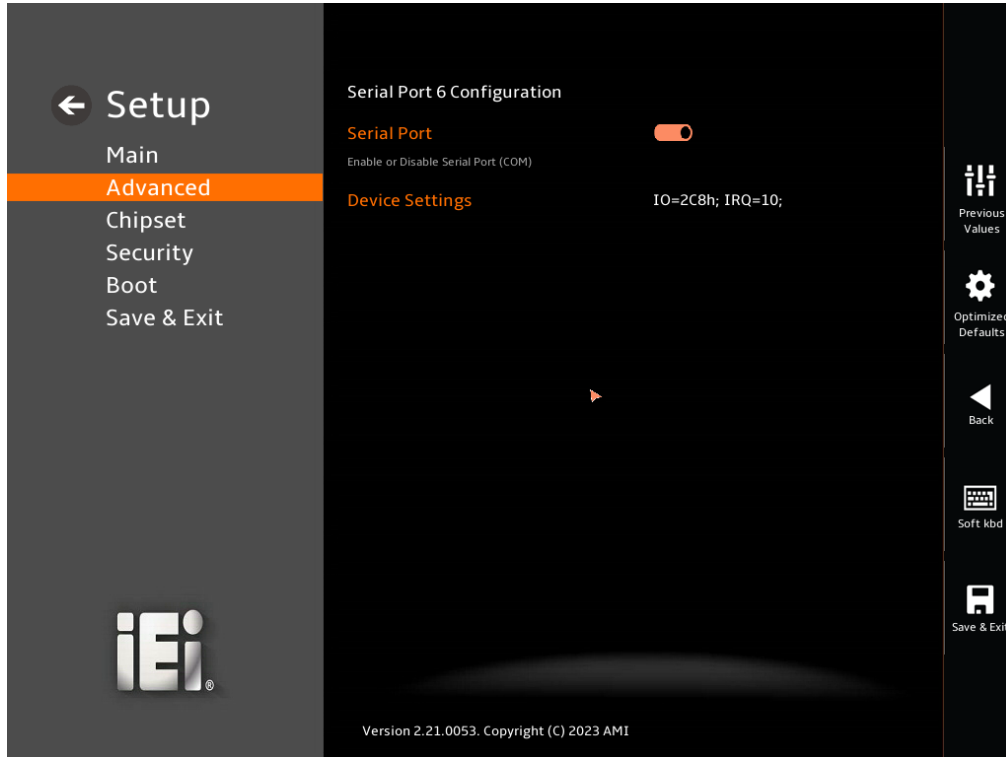 Setup
Main
Advanced
Chipset
Security
Boot
Save & Exit
iEi®
Serial Port 6 Configuration
Serial Port
Enable or Disable Serial Port (COM)
Device Settings IO=2C8h; IRQ=10;
Version 2.21.0053. Copyright (C) 2023 AMI
Previous
Values
Optimized
Defaults
Back
Soft kbd
Save & Exit